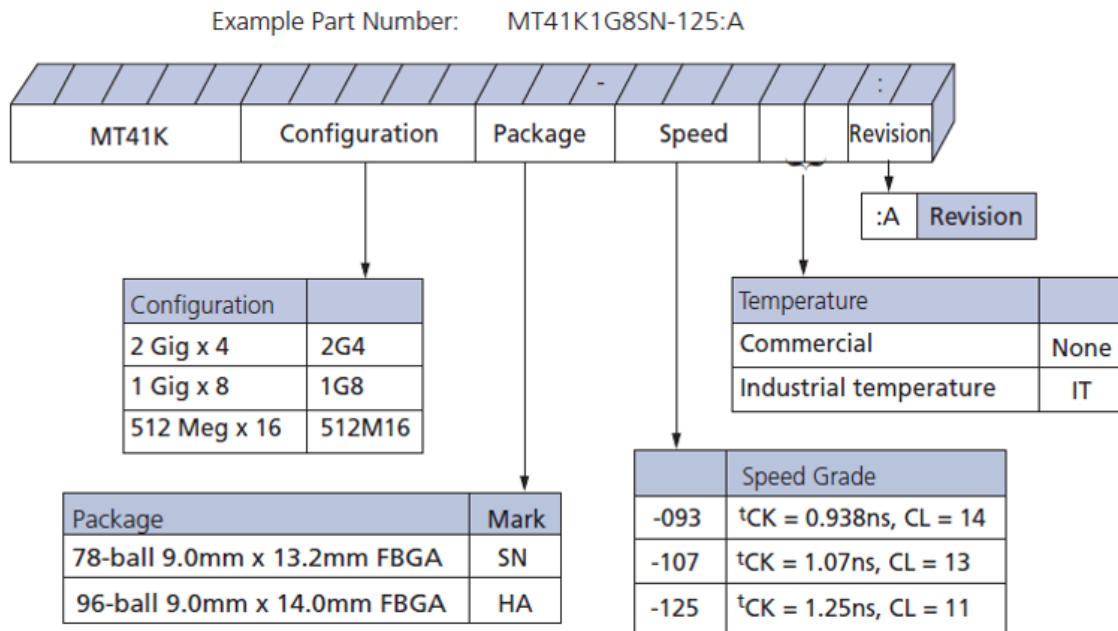 Example Part Number: MT41K1G8SN-125:A
- :
MT41K Configuration Package Speed Revision
:A Revision
Configuration
2 Gig x 4 2G4
1 Gig x 8 1G8
512 Meg x 16 512M16
Temperature
Commercial None
Industrial temperature IT
Package Mark
78-ball 9.0mm x 13.2mm FBGA SN
96-ball 9.0mm x 14.0mm FBGA HA
Speed Grade
-093 tCK = 0.938ns, CL = 14
-107 tCK = 1.07ns, CL = 13
-125 tCK = 1.25ns, CL = 11